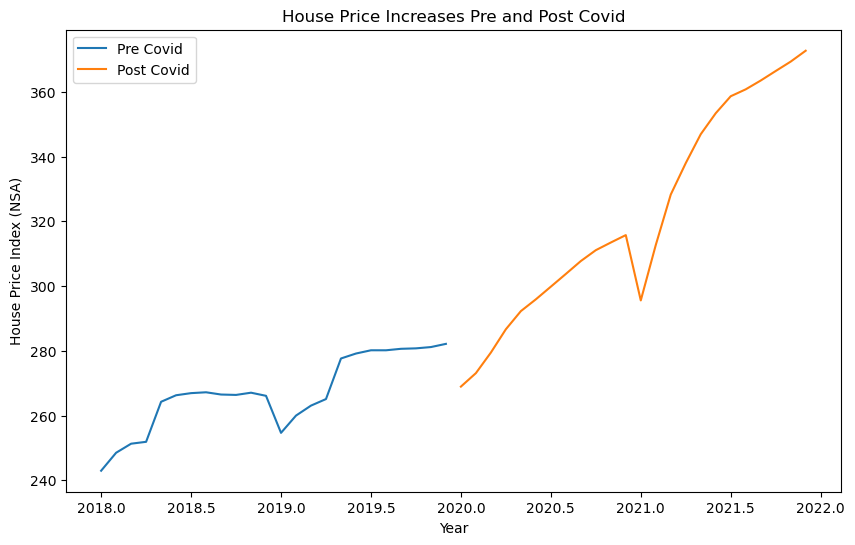 House Price Increases Pre and Post Covid
Pre Covid
Post Covid
House Price Index (NSA)
360
340
320
300
280
260
240
2018.0 2018.5 2019.0 2019.5 2020.0 2020.5 2021.0 2021.5 2022.0
Year